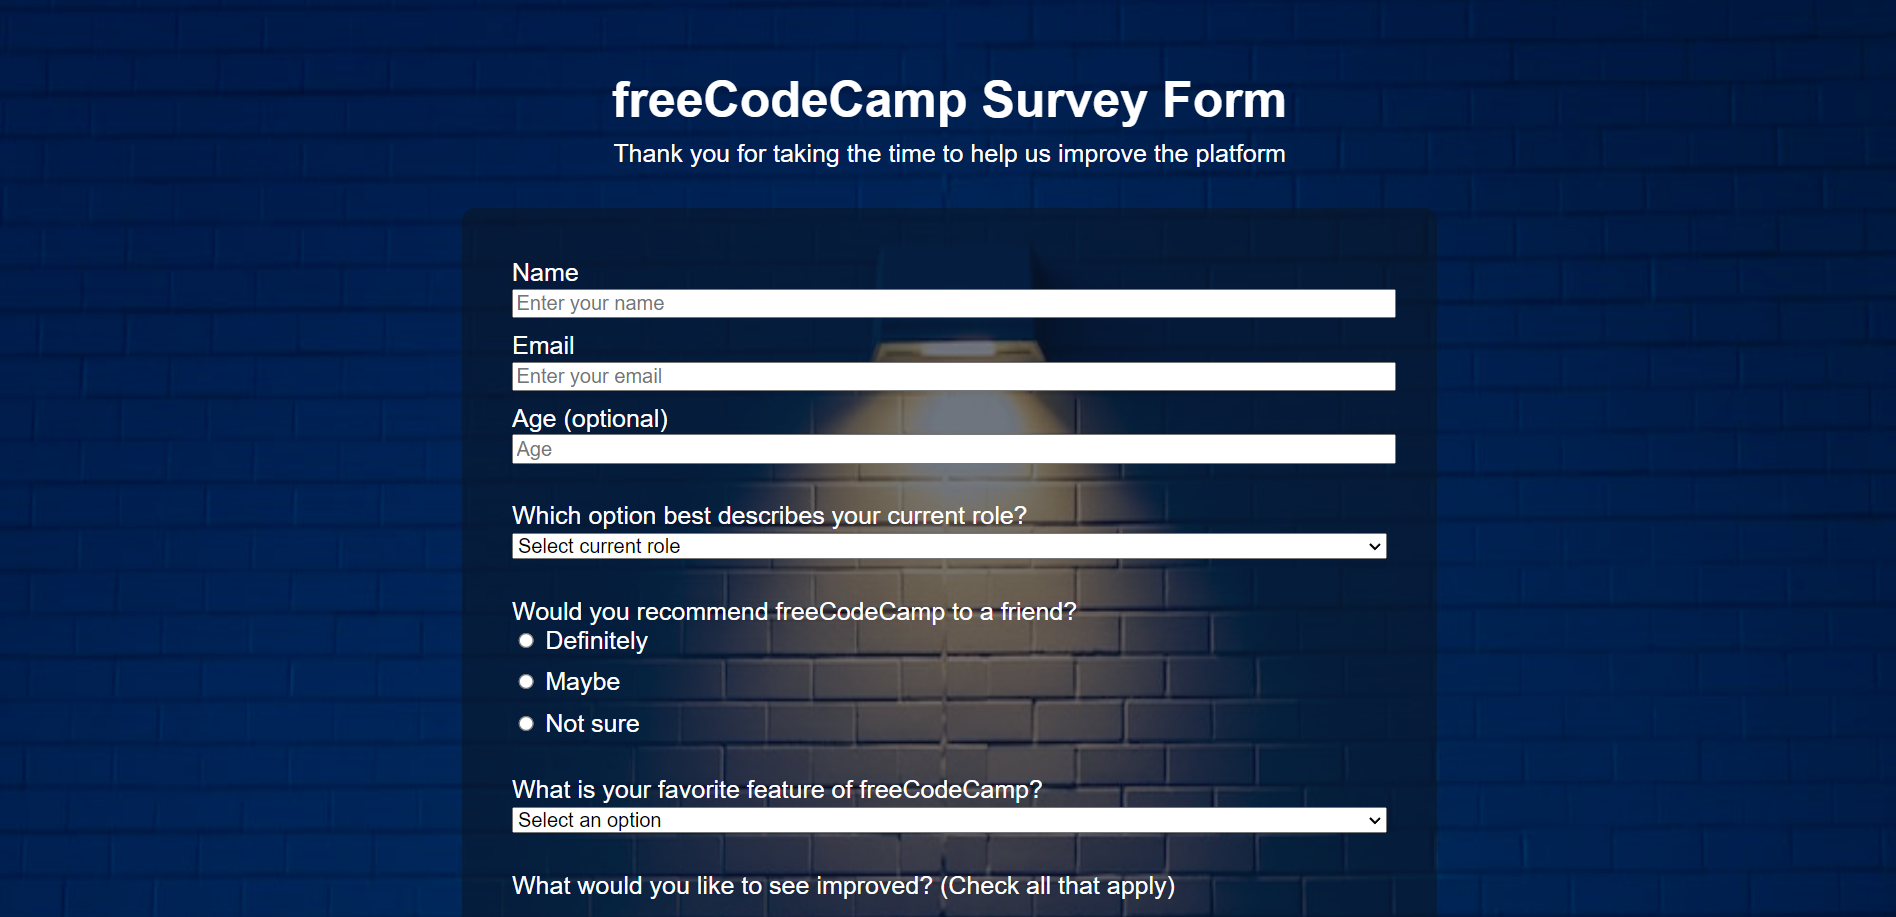 freeCodeCamp Survey Form
Thank you for taking the time to help us improve the platform
Name
Enter your name
Email
Enter your email
Age (optional)
Age
Which option best describes your current role?
Select current role
Would you recommend freeCodeCamp to a friend?
Definitely
Maybe
Not sure
What is your favorite feature of freeCodeCamp?
Select an option
What would you like to see improved? (Check all that apply)